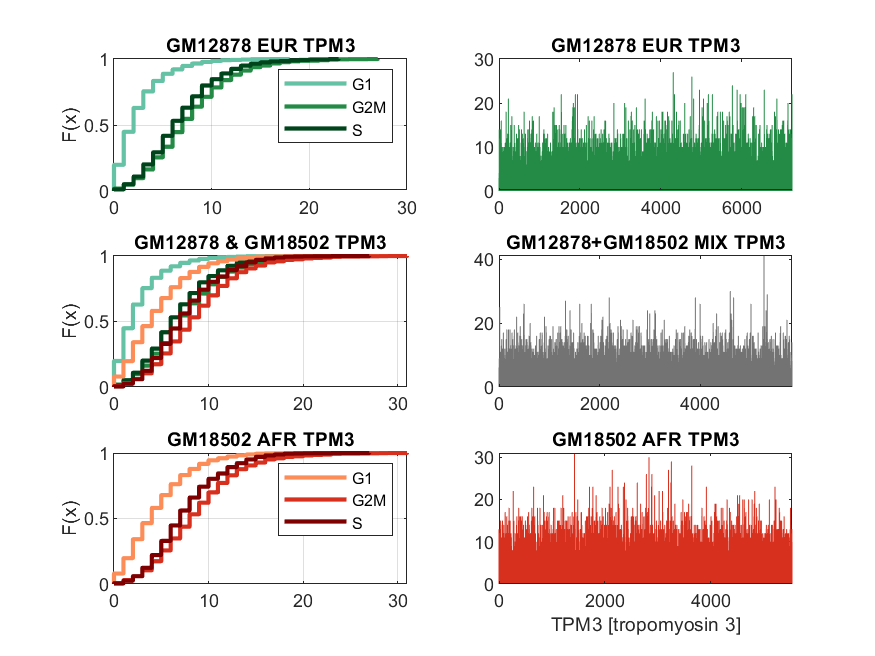 GM12878 EUR TPM3
F(x)
1
0.5
0
0 10 20 30
G1
G2M
S
GM12878 EUR TPM3
30
20
10
0
0 2000 4000 6000
GM12878 & GM18502 TPM3
F(x)
1
0.5
0
0 10 20 30
GM12878+GM18502 MIX TPM3
40
20
0
0 2000 4000
GM18502 AFR TPM3
F(x)
1
0.5
0
0 10 20 30
G1
G2M
S
GM18502 AFR TPM3
30
20
10
0
0 2000 4000
TPM3 [tropomyosin 3]